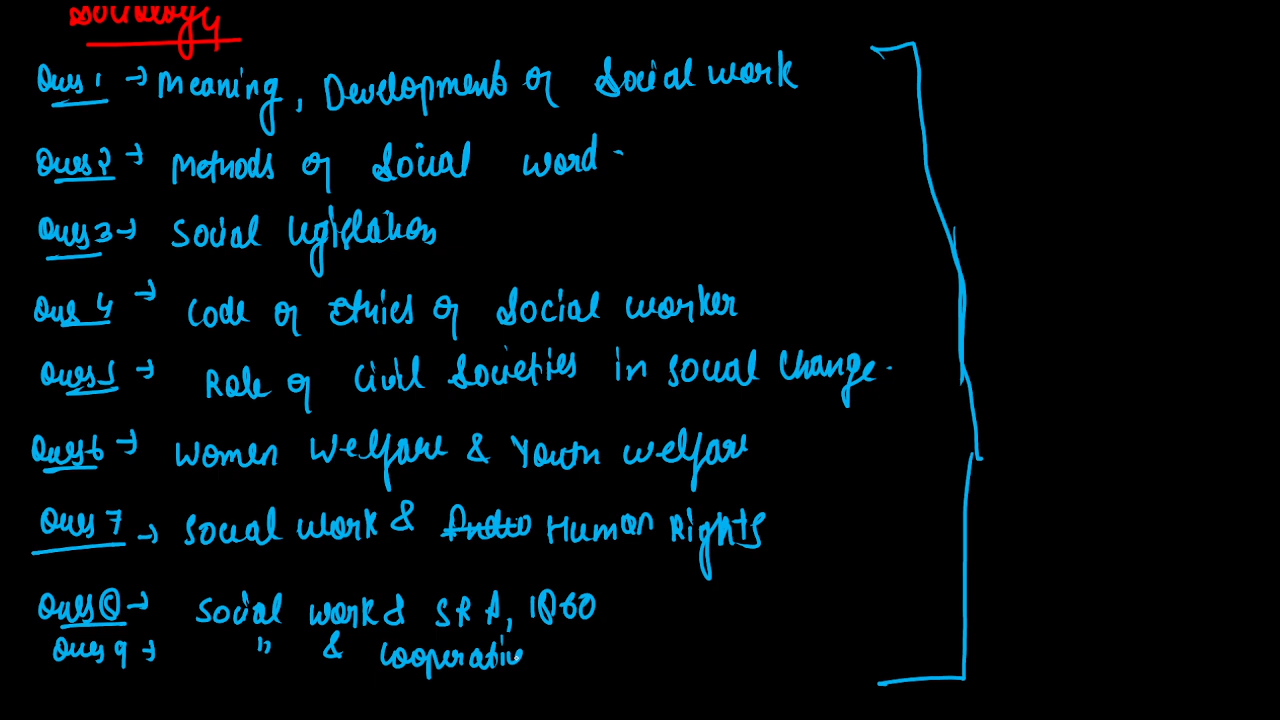 Sociology
Ques 1 → Meaning, Development of Social work
Ques 2 → Methods of Social word.
Ques 3 → Social legislation
Que 4 → Code of Ethics of Social worker
Ques 5 → Role of Civil Societies in Social Change.
Ques 6 → Women Welfare & Youth welfare
Ques 7 → Social work & Human Rights
Ques 8 → Social work & SRA, 1860
Ques 9 → " & Cooperative